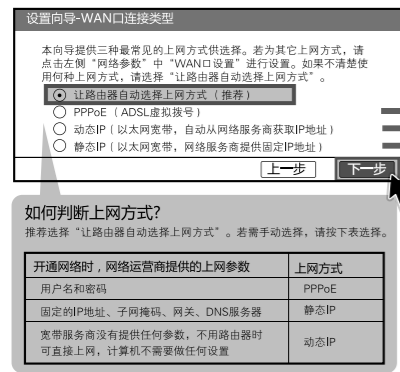 设置向导-WAN口连接类型
本向导提供三种最常见的上网方式供选择。若为其它上网方式，请
点击左侧“网络参数”中“WAN口设置”进行设置。如果不清楚使
用何种上网方式，请选择“让路由器自动选择上网方式”。
让路由器自动选择上网方式（推荐）
PPPoE（ADSL虚拟拨号）
动态IP（以太网宽带，自动从网络服务商获取IP地址）
静态IP（以太网宽带，网络服务商提供固定IP地址）
上一步 下一步
如何判断上网方式?
推荐选择“让路由器自动选择上网方式”。若需手动选择，请按下表选择。
开通网络时，网络运营商提供的上网参数 上网方式
用户名和密码 PPPoE
固定的IP地址、子网掩码、网关、DNS服务器 静态IP
宽带服务商没有提供任何参数，不用路由器时
可直接上网，计算机不需要做任何设置 动态IP